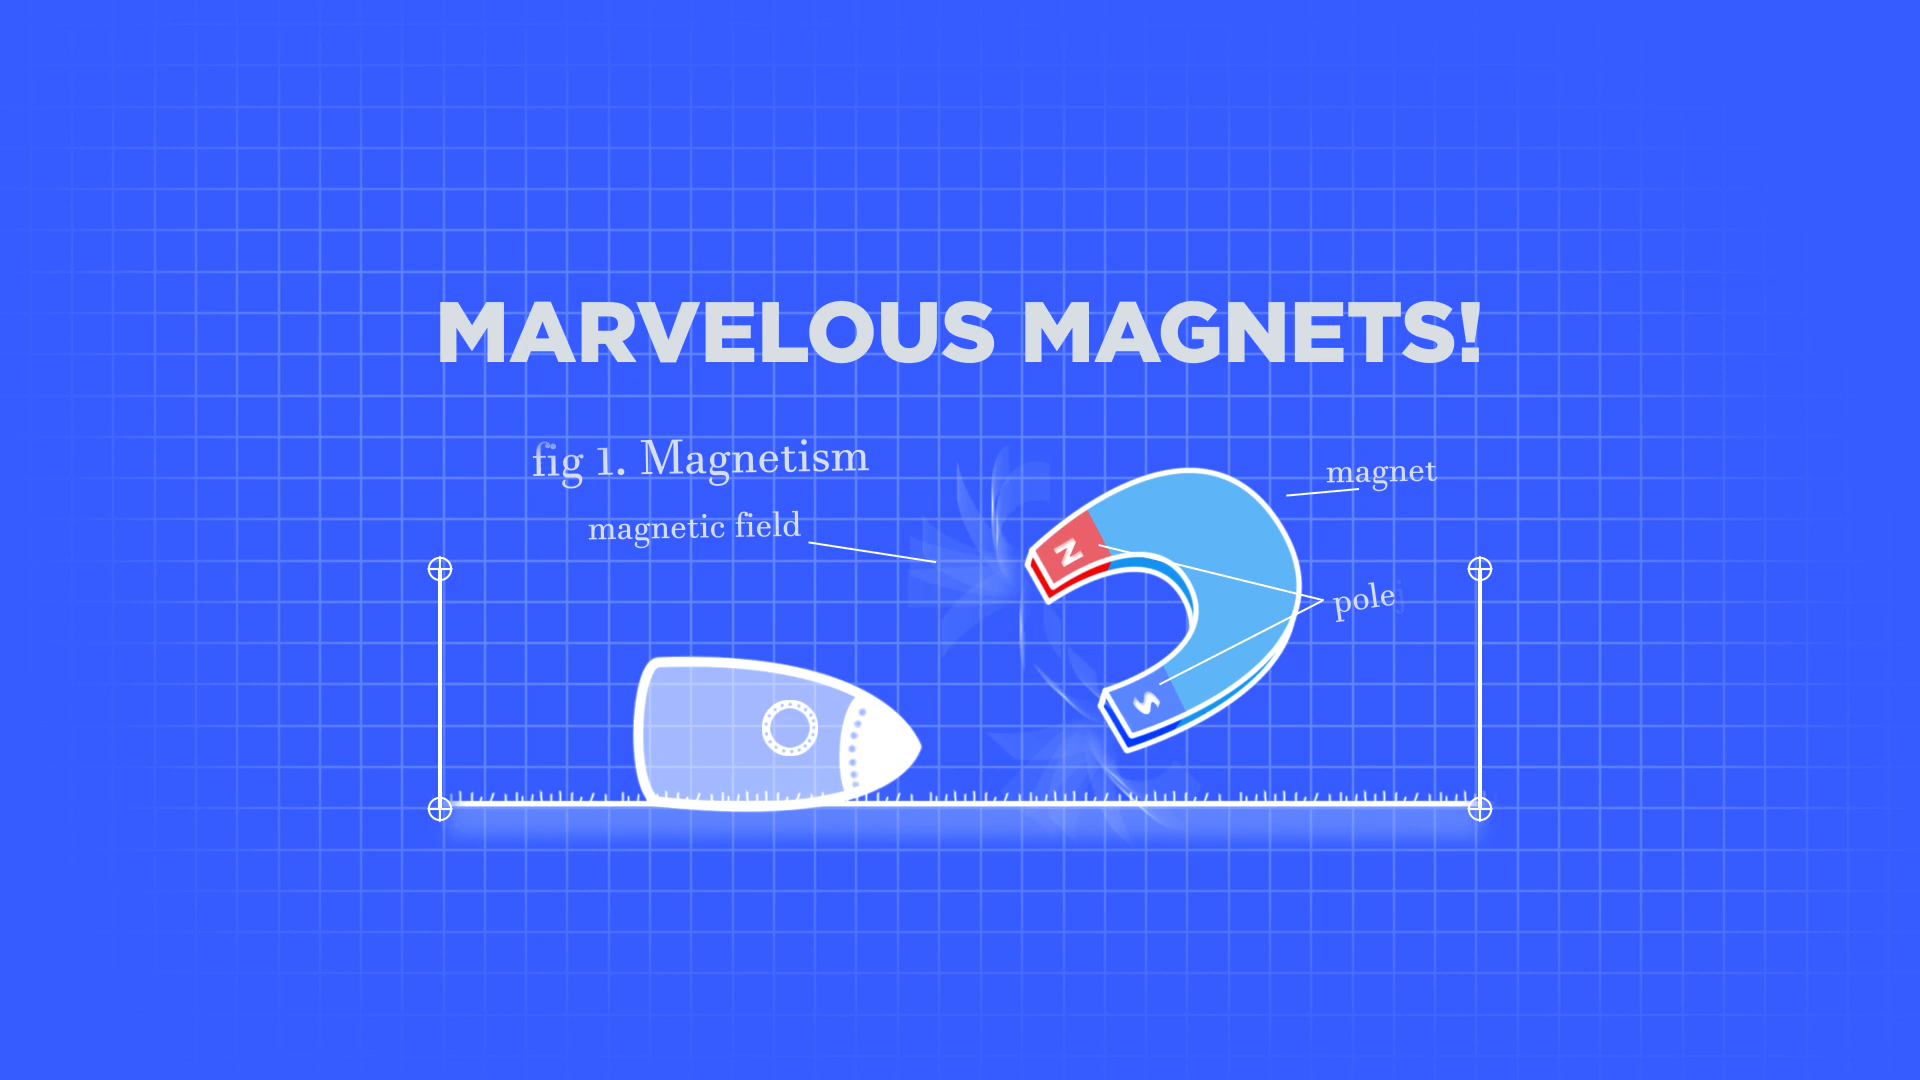 MARVELOUS MAGNETS!
fig 1. Magnetism
magnet
magnetic field
N
pole
S